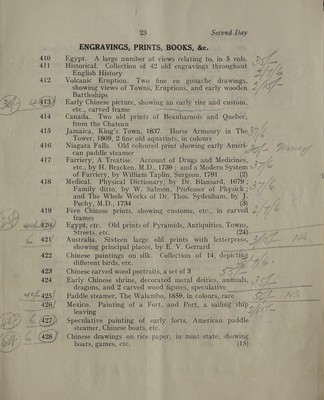 23 Second Day
ENGRAVINGS, PRINTS, BOOKS, &c.
410 Egypt. A large number of views relating to, in 5 vols.
411 Historical. Collection of 42 old engravings throughout
English History
412 Volcanic Eruption. Two fine en gouache drawings,
showing views of Towns, Eruptions, and early wooden
Battleships
413 Early Chinese picture, showing an early rite and custom,
etc., carved frame
414 Canada. Two old prints of Beauharnois and Quebec,
from the Chateau
415 Jamaica, King's Town, 1837. Horse Armoury in The
Tower, 1809, 2 fine old aquatints, in colours
416 Niagara Falls. Old coloured print showing early Ameri-
can paddle steamer
417 Farriery, A Treatise. Account of Drugs and Medicines,
etc., by H. Bracken, M.D., 1739; and a Modern System
of Farriery, by William Taplin, Surgeon, 1791 (2)
418 Medical. Physical Dictionary, by Dr. Blannard, 1679;
Family ditto, by W. Salmon, Professor of Physick;
and The Whole Works of Dr. Thos. Sydenham, by J.
Pechy, M.D., 1734 (3)
419 Five Chinese prints, showing customs, etc., in carved
frames
420 Egypt, etc. Old prints of Pyramids, Antiquities, Towns,
Streets, etc. (24)
421 Australia. Sixteen large old prints with letterpress,
showing principal places, by E. V. Gerrard
422 Chinese paintings on silk. Collection of 14, depicting
different birds, etc.
423 Chinese carved wood portraits, a set of 3
424 Early Chinese shrine, decorated metal deities, animals,
dragons, and 2 carved wood figures, speculative
425 Paddle steamer, The Walambo, 1859, in colours, rare
426 Mexico. Painting of a Fort, and Port, a sailing ship
leaving
427 Speculative painting of early forts, American paddle
steamer, Chinese boats, etc.
428 Chinese drawings on rice paper, in mint state, showing
boats, games, etc. (13)